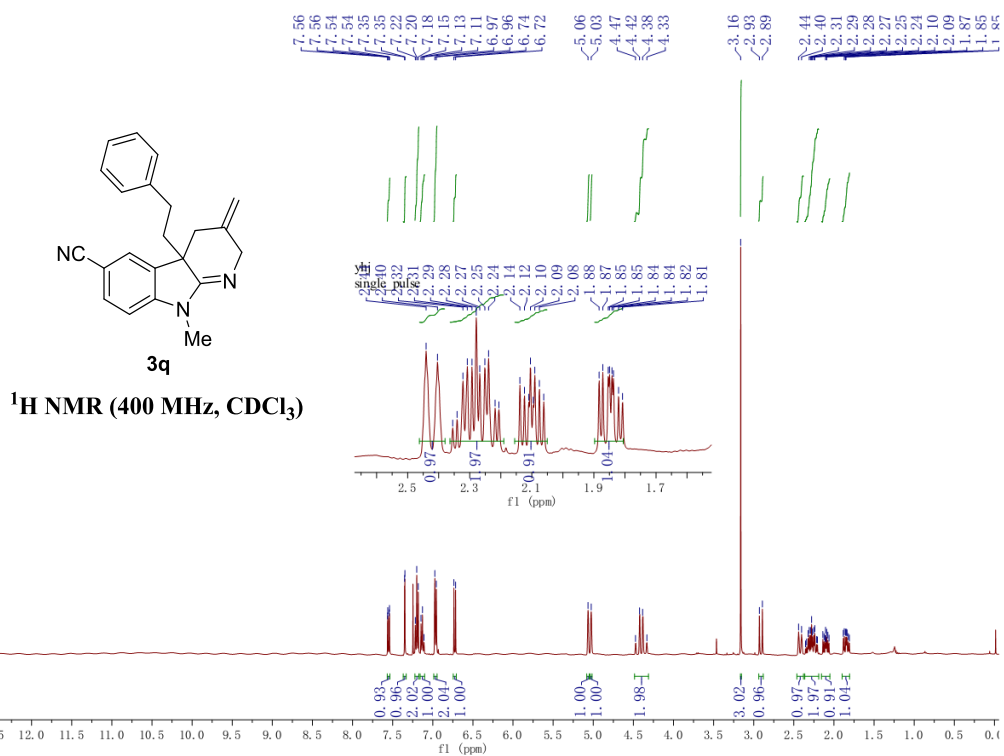 7.56 7.56 7.54 7.54 7.35 7.35 7.22 7.20 7.18 7.15 7.13 7.11 6.97 6.96 6.74 6.72 5.06 5.03 4.47 4.42 4.38 4.33 3.16 2.93 2.89 2.44 2.40 2.31 2.29 2.28 2.27 2.25 2.24 2.10 2.09 1.87 1.85
NC
N
N
Me
3q
¹H NMR (400 MHz, CDCl₃)
yhj
single pulse
2.40 2.32 2.31 2.29 2.28 2.27 2.25 2.24 2.14 2.12 2.10 2.09 2.08 1.88 1.87 1.85 1.85 1.84 1.84 1.82 1.81
0.97 1.97 0.91 1.04
2.5 2.3 2.1 1.9 1.7
f1 (ppm)
0.93 0.96 2.02 1.00 2.04 1.00 1.00 1.00 1.98 3.02 0.96 0.97 1.97 0.91 1.04
12.0 11.5 11.0 10.5 10.0 9.5 9.0 8.5 8.0 7.5 7.0 6.5 6.0 5.5 5.0 4.5 4.0 3.5 3.0 2.5 2.0 1.5 1.0 0.5
f1 (ppm)